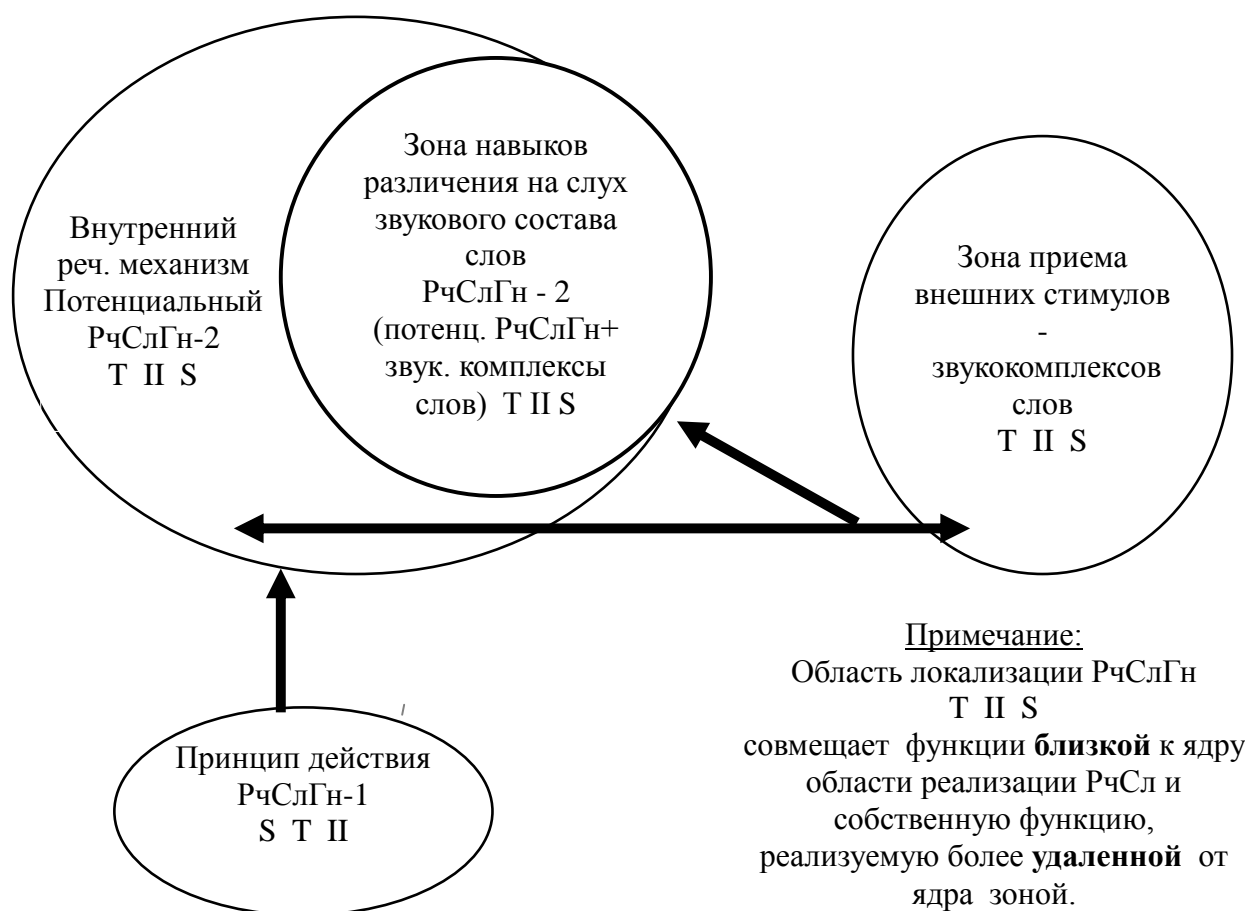 Внутренний
реч. механизм
Потенциальный
РчСлГн-2
T II S
Зона навыков
различения на слух
звукового состава
слов
РчСлГн - 2
(потенц. РчСлГн+
звук. комплексы
слов) T II S
Зона приема
внешних стимулов
-
звукокомплексов
слов
T II S
Принцип действия
РчСлГн-1
S T II
Примечание:
Область локализации РчСлГн
T II S
совмещает функции близкой к ядру
области реализации РчСл и
собственную функцию,
реализуемую более удаленной от
ядра зоной.